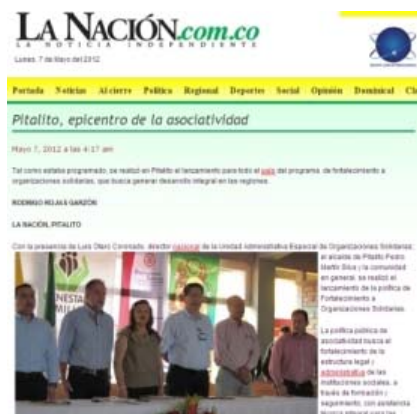 LA NACIÓN.com.co
LA NOTICIA INDEPENDIENTE
Lunes, 7 de Mayo del 2012
Portada Noticias Al cierre Política Regional Deportes Social Opinión Dominical Cla
Pitalito, epicentro de la asociatividad
Mayo 7, 2012 a las 4:17 am
Tal como estaba programado, se realizó en Pitalito el lanzamiento para todo el país del programa, de fortalecimiento a
organizaciones solidarias, que busca generar desarrollo integral en las regiones.
RODRIGO ROJAS GARZÓN
LA NACIÓN, PITALITO
Con la presencia de Luis Otero Coronado, director nacional de la Unidad Administrativa Especial de Organizaciones Solidarias;
el alcalde de Pitalito Pedro
Martín Silva y la comunidad
en general, se realizó el
lanzamiento de la política de
Fortalecimiento a
Organizaciones Solidarias.
La política pública de
asociatividad busca el
fortalecimiento de la
estructura legal y
administrativa de las
instituciones sociales, a
través de formación y
seguimiento, con asistencia
NESTAR
MILI